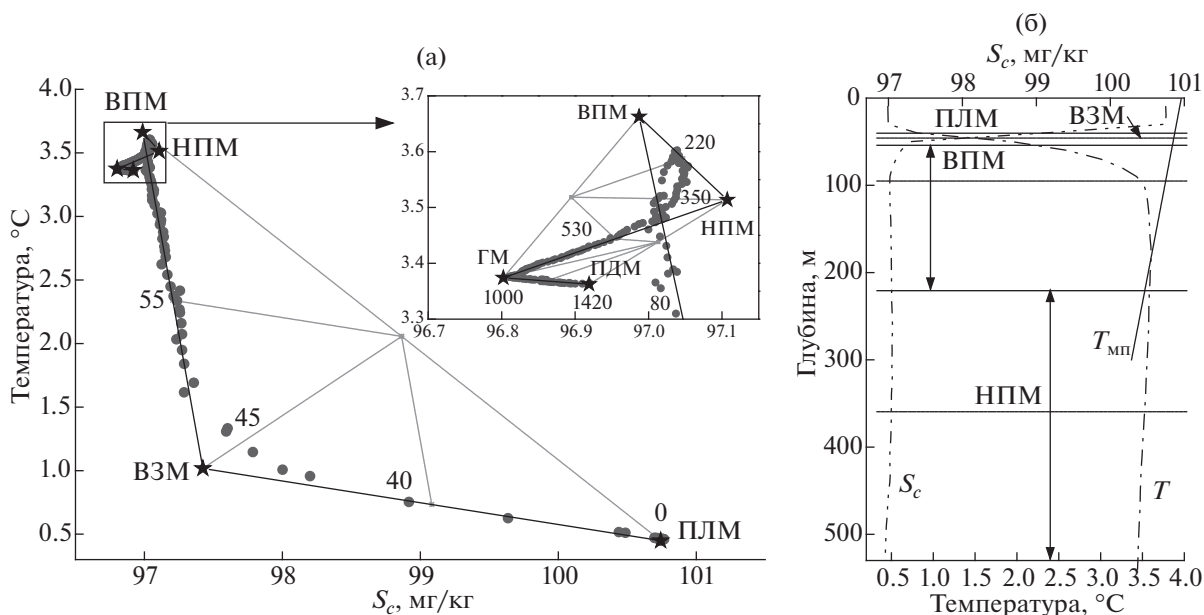 (а)
Температура, °C
4.0
3.5
3.0
2.5
2.0
1.5
1.0
0.5
97
98
99
100
101
S_c, мг/кг
ВПМ
НПМ
55
45
ВЗМ
40
0
ПЛМ
3.7
3.6
3.5
3.4
3.3
96.7
96.8
96.9
97.0
97.1
ВПМ
220
350
НПМ
530
ГМ
ПДМ
1000
1420
80
(б)
S_c, мг/кг
97
98
99
100
101
Глубина, м
0
100
200
300
400
500
ПЛМ
ВЗМ
ВПМ
T_мп
НПМ
S_c
T
0.5
1.0
1.5
2.0
2.5
3.0
3.5
4.0
Температура, °C